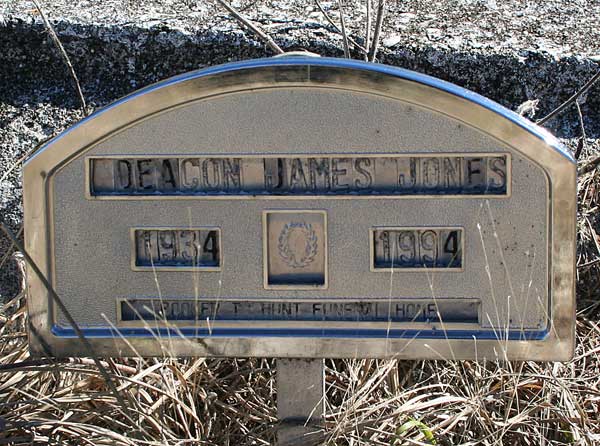 DEACON JAMES JONES
1934 1994
T. HUNT FUNERAL HOME